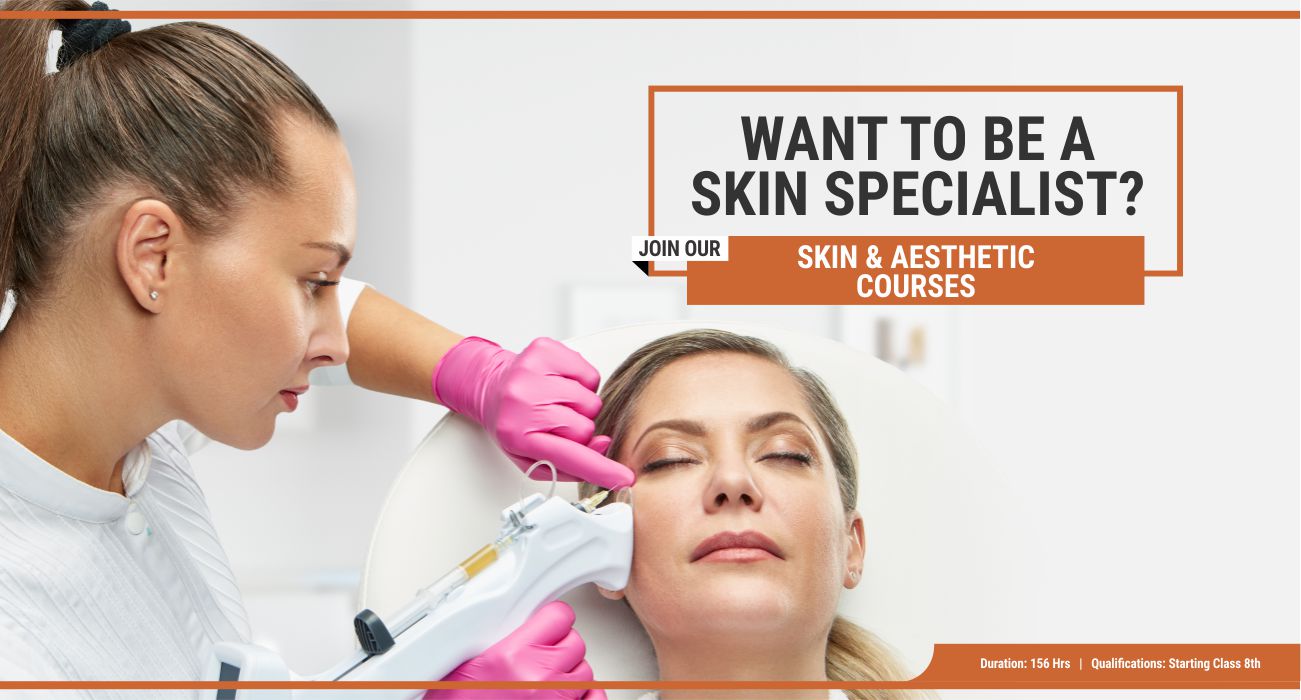 WANT TO BE A
SKIN SPECIALIST?
JOIN OUR
SKIN & AESTHETIC
COURSES
Duration: 156 Hrs | Qualifications: Starting Class 8th